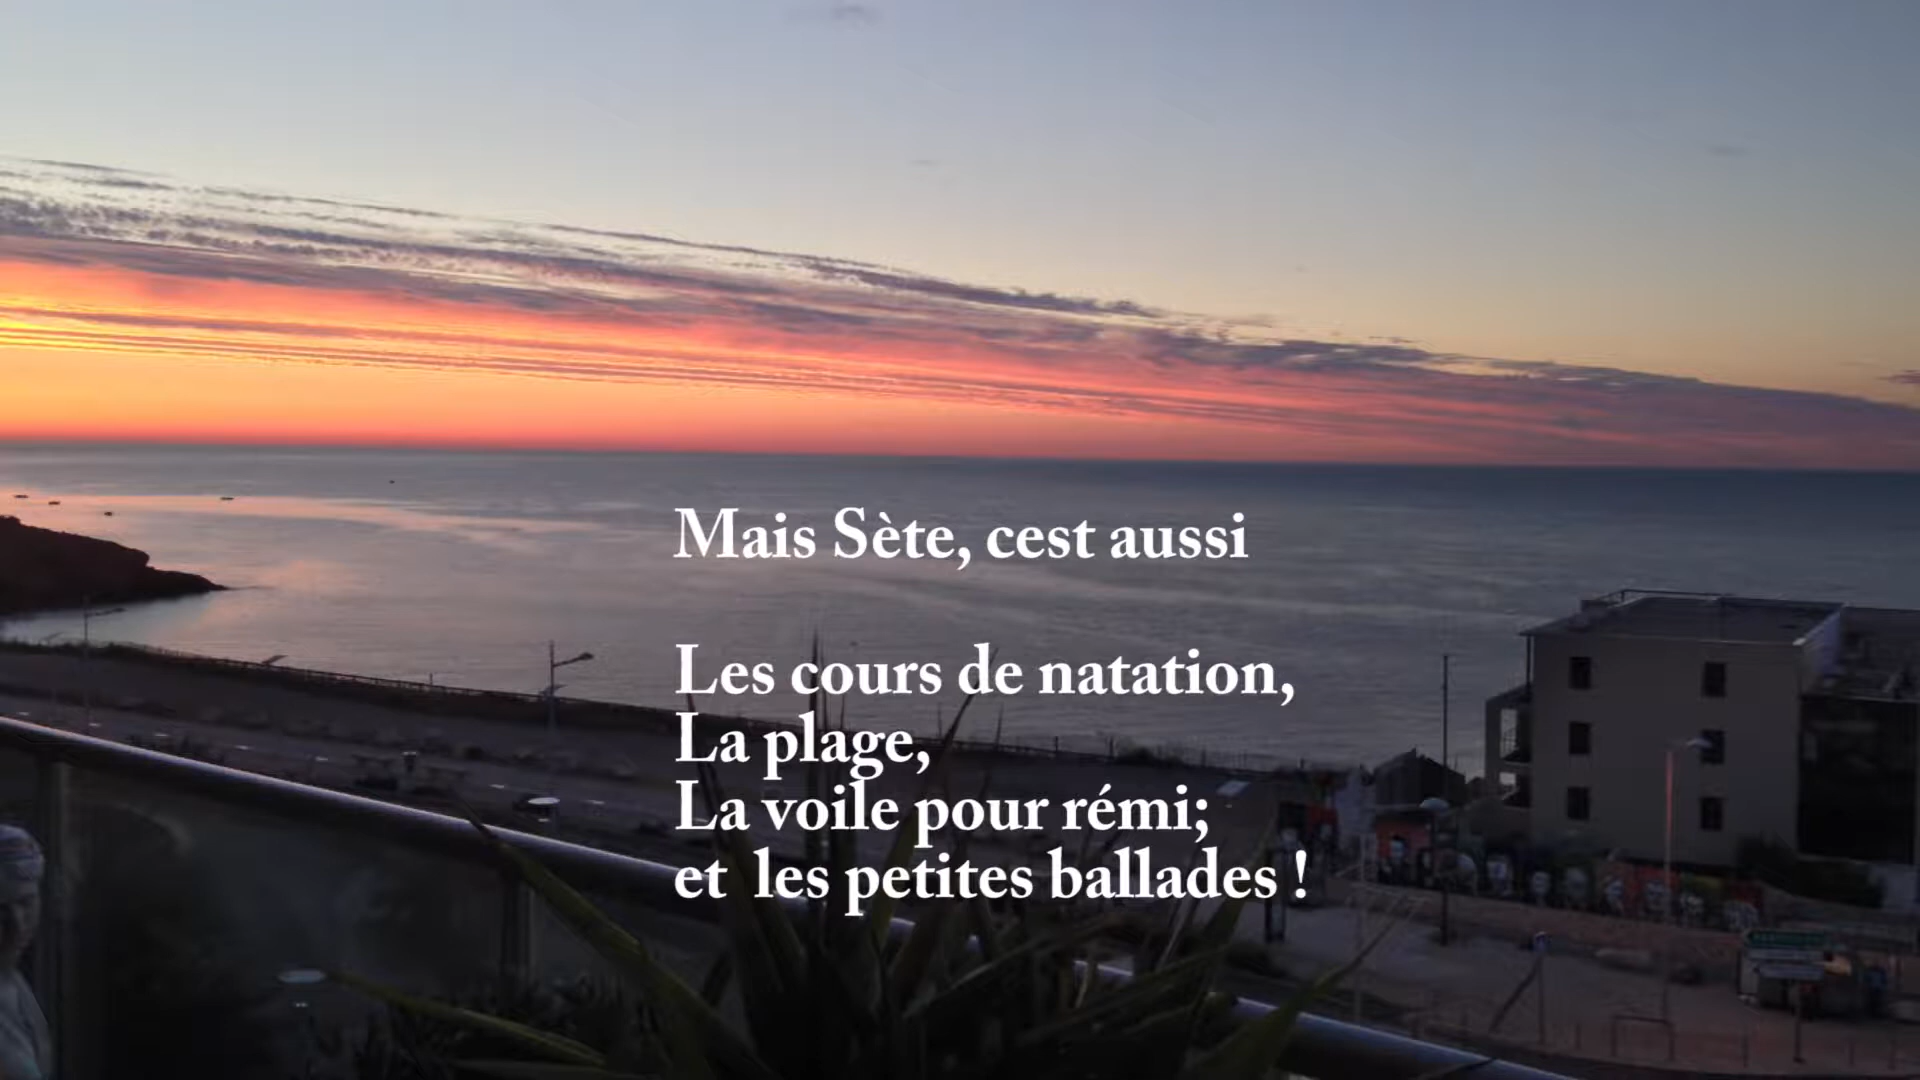 Mais Sète, cest aussi
Les cours de natation,
La plage,
La voile pour rémi;
et  les petites ballades !